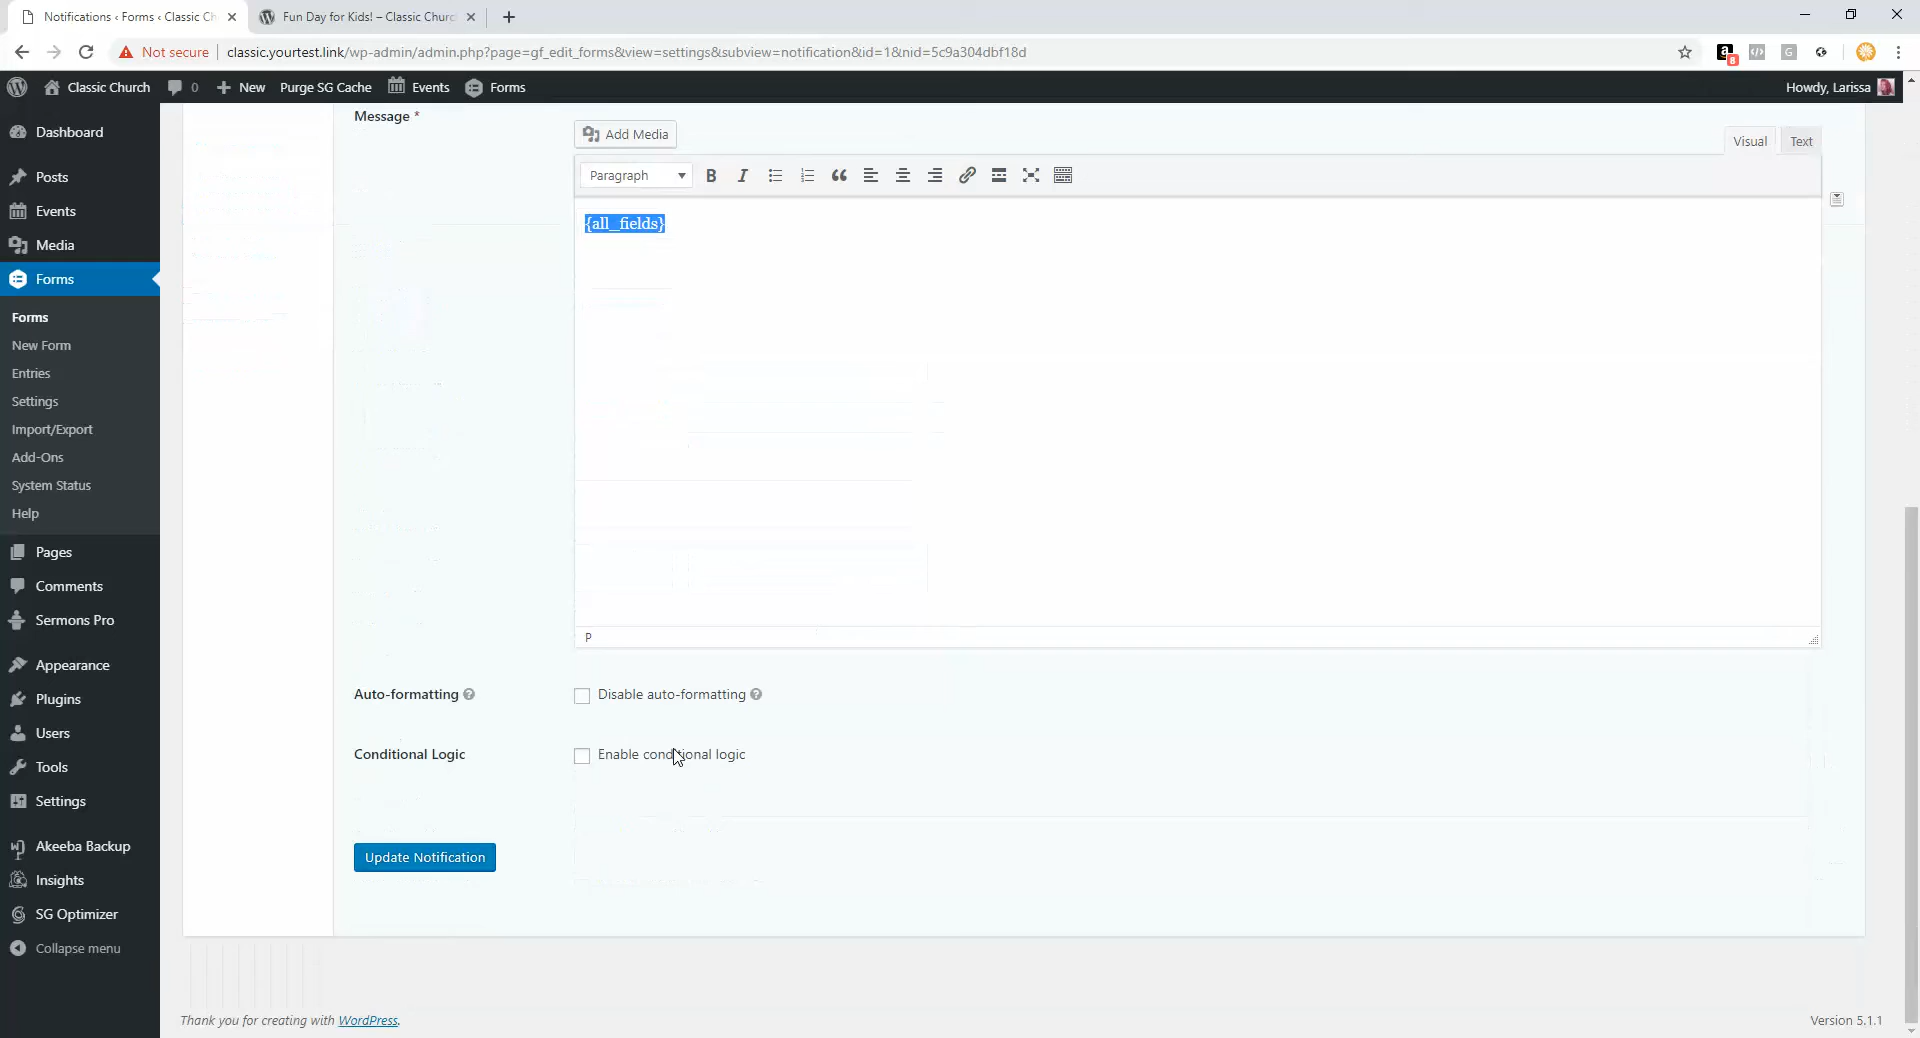 Notifications ‹ Forms ‹ Classic Ch
Fun Day for Kids! – Classic Churc
Not secure
classic.yourtest.link/wp-admin/admin.php?page=gf_edit_forms&view=settings&subview=notification&id=1&nid=5c9a304dbf18d
8
G
Classic Church
0
New
Purge SG Cache
Events
Forms
Howdy, Larissa
Dashboard
Posts
Events
Media
Forms
Forms
New Form
Entries
Settings
Import/Export
Add-Ons
System Status
Help
Pages
Comments
Sermons Pro
Appearance
Plugins
Users
Tools
Settings
Akeeba Backup
Insights
SG Optimizer
Collapse menu
Message *
Add Media
Visual
Text
Paragraph
B
I
{all_fields}
P
Auto-formatting
Disable auto-formatting
Conditional Logic
Enable conditional logic
Update Notification
Thank you for creating with WordPress.
Version 5.1.1